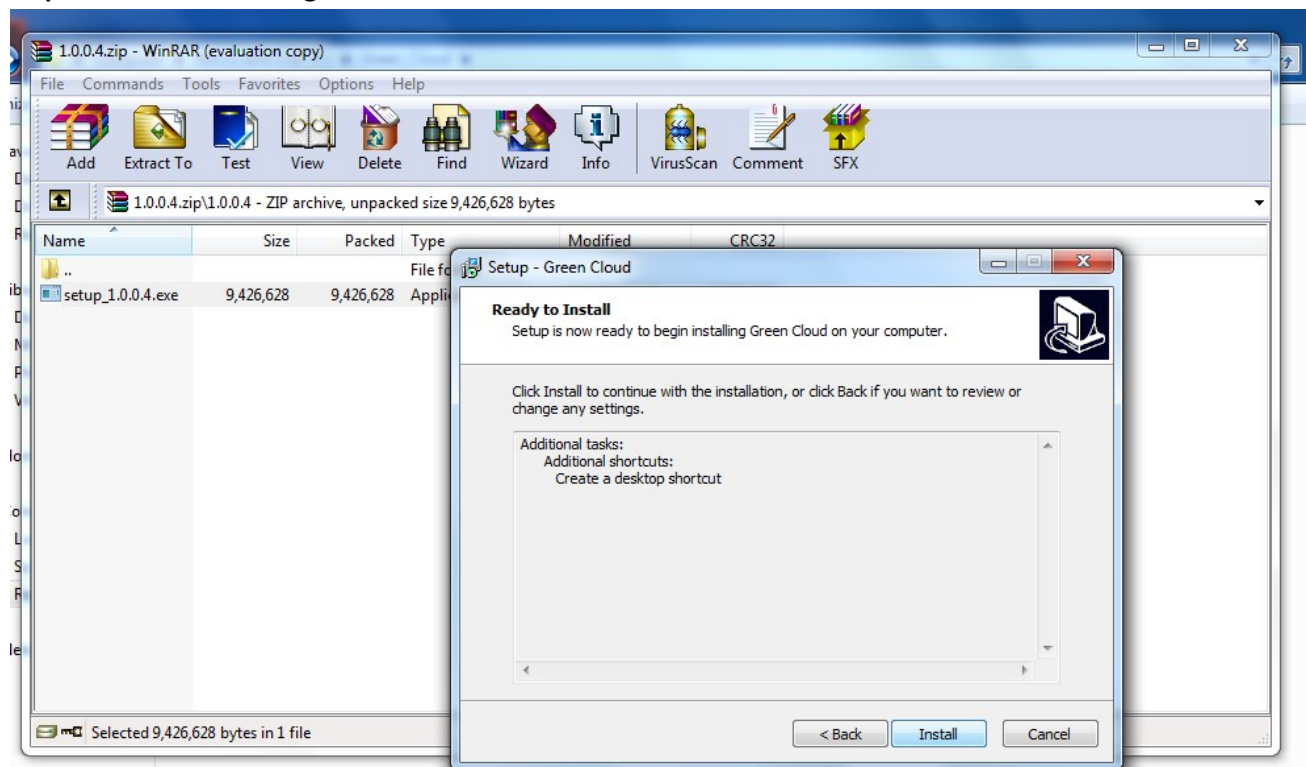 1.0.0.4.zip - WinRAR (evaluation copy)
File Commands Tools Favorites Options Help
Add Extract To Test View Delete Find Wizard Info VirusScan Comment SFX
1.0.0.4.zip\1.0.0.4 - ZIP archive, unpacked size 9,426,628 bytes
Name Size Packed Type Modified CRC32
.. File fo
setup_1.0.0.4.exe 9,426,628 9,426,628 Appli
Setup - Green Cloud
Ready to Install
Setup is now ready to begin installing Green Cloud on your computer.
Click Install to continue with the installation, or click Back if you want to review or
change any settings.
Additional tasks:
Additional shortcuts:
Create a desktop shortcut
< Back Install Cancel
Selected 9,426,628 bytes in 1 file